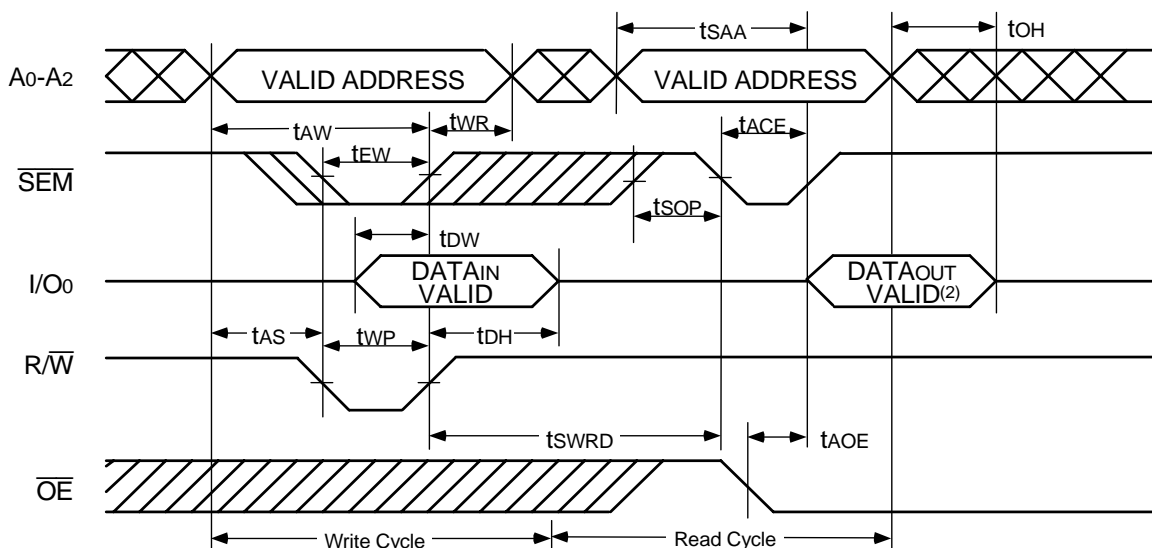 tSAA tOH
A0-A2 VALID ADDRESS VALID ADDRESS
tAW tWR tACE
tEW
SEM
tSOP
tDW
I/O0 DATAIN VALID DATAOUT VALID(2)
tAS tWP tDH
R/W
tSWRD tAOE
OE
Write Cycle Read Cycle